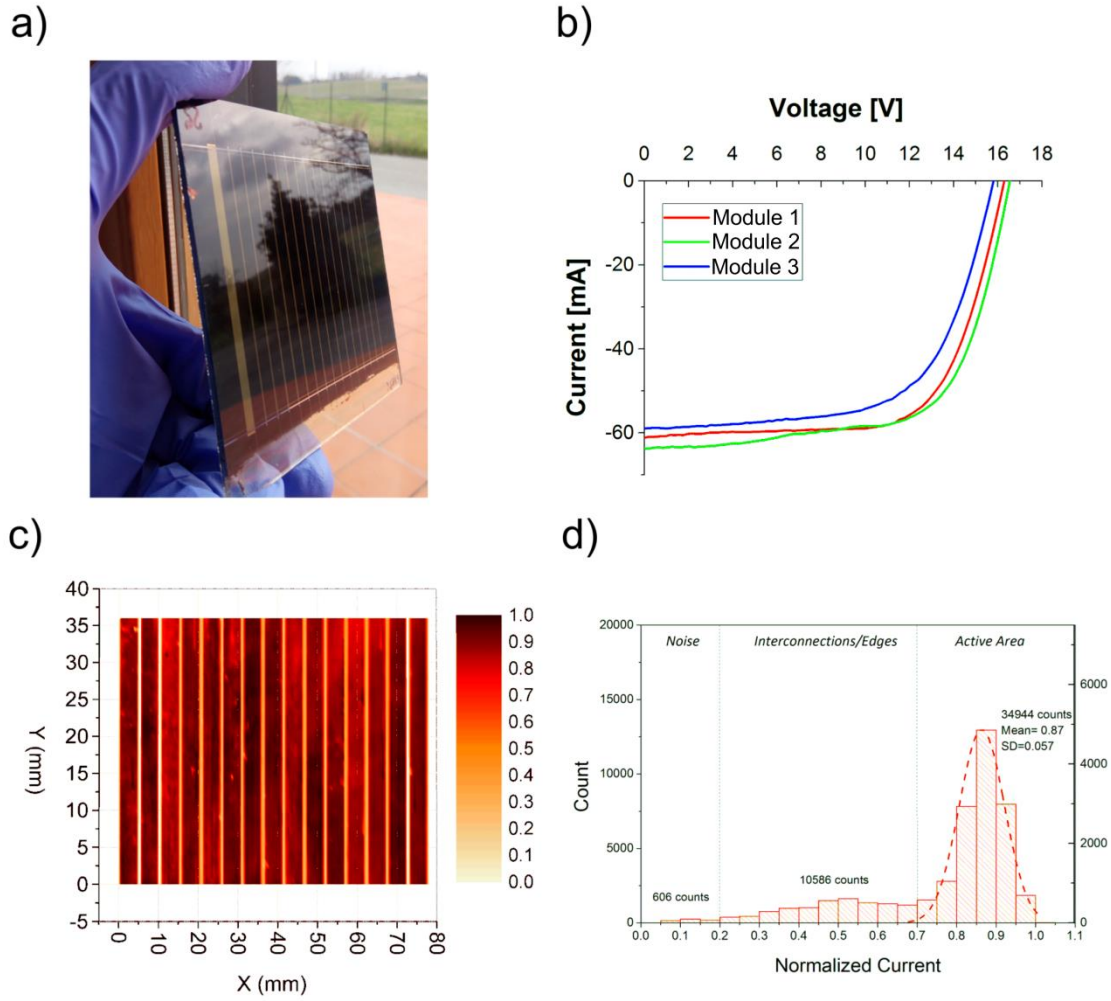 a)
b)
Voltage [V]
0 2 4 6 8 10 12 14 16 18
0
-20
-40
-60
Current [mA]
Module 1
Module 2
Module 3
c)
40
35
30
25
20
15
10
5
0
-5
Y (mm)
0 10 20 30 40 50 60 70 80
X (mm)
1.0
0.9
0.8
0.7
0.6
0.5
0.4
0.3
0.2
0.1
0.0
d)
20000
15000
10000
5000
0
Count
Noise
Interconnections/Edges
Active Area
606 counts
10586 counts
34944 counts
Mean= 0.87
SD=0.057
6000
4000
2000
0
0.0 0.1 0.2 0.3 0.4 0.5 0.6 0.7 0.8 0.9 1.0 1.1
Normalized Current